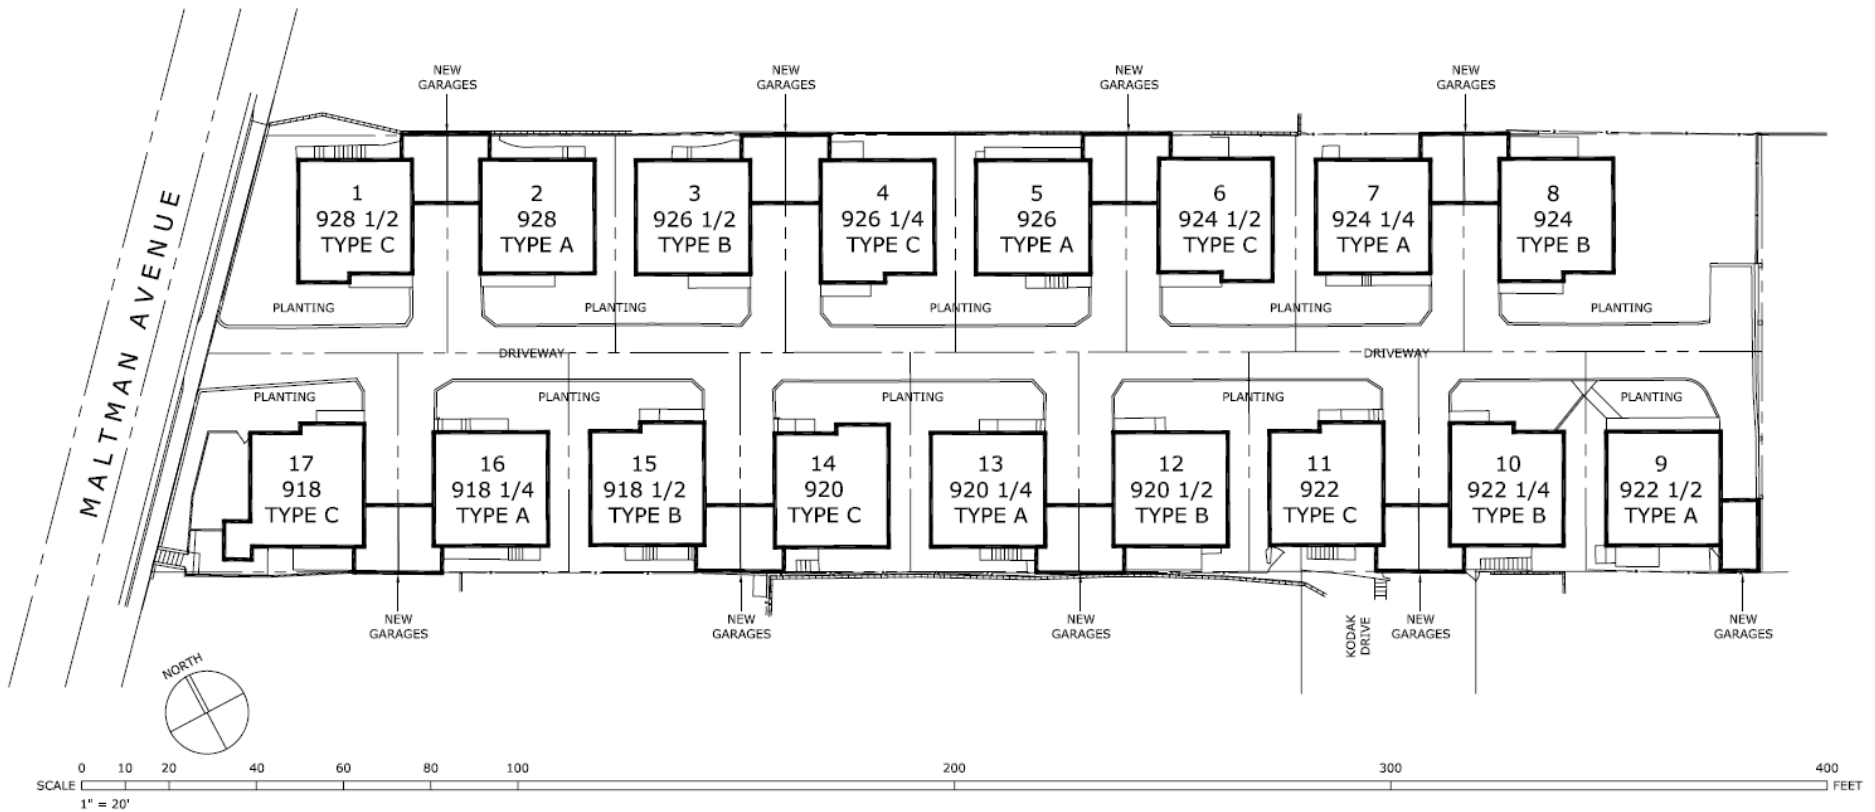 NEW
GARAGES
NEW
GARAGES
NEW
GARAGES
NEW
GARAGES
MALTMAN AVENUE
1
928 1/2
TYPE C
2
928
TYPE A
3
926 1/2
TYPE B
4
926 1/4
TYPE C
5
926
TYPE A
6
924 1/2
TYPE C
7
924 1/4
TYPE A
8
924
TYPE B
PLANTING
PLANTING
PLANTING
PLANTING
PLANTING
DRIVEWAY
DRIVEWAY
PLANTING
PLANTING
PLANTING
PLANTING
PLANTING
17
918
TYPE C
16
918 1/4
TYPE A
15
918 1/2
TYPE B
14
920
TYPE C
13
920 1/4
TYPE A
12
920 1/2
TYPE B
11
922
TYPE C
10
922 1/4
TYPE B
9
922 1/2
TYPE A
NEW
GARAGES
NEW
GARAGES
NEW
GARAGES
KODAK
DRIVE
NEW
GARAGES
NEW
GARAGES
NORTH
0 10 20 40 60 80 100 200 300 400
SCALE FEET
1" = 20'